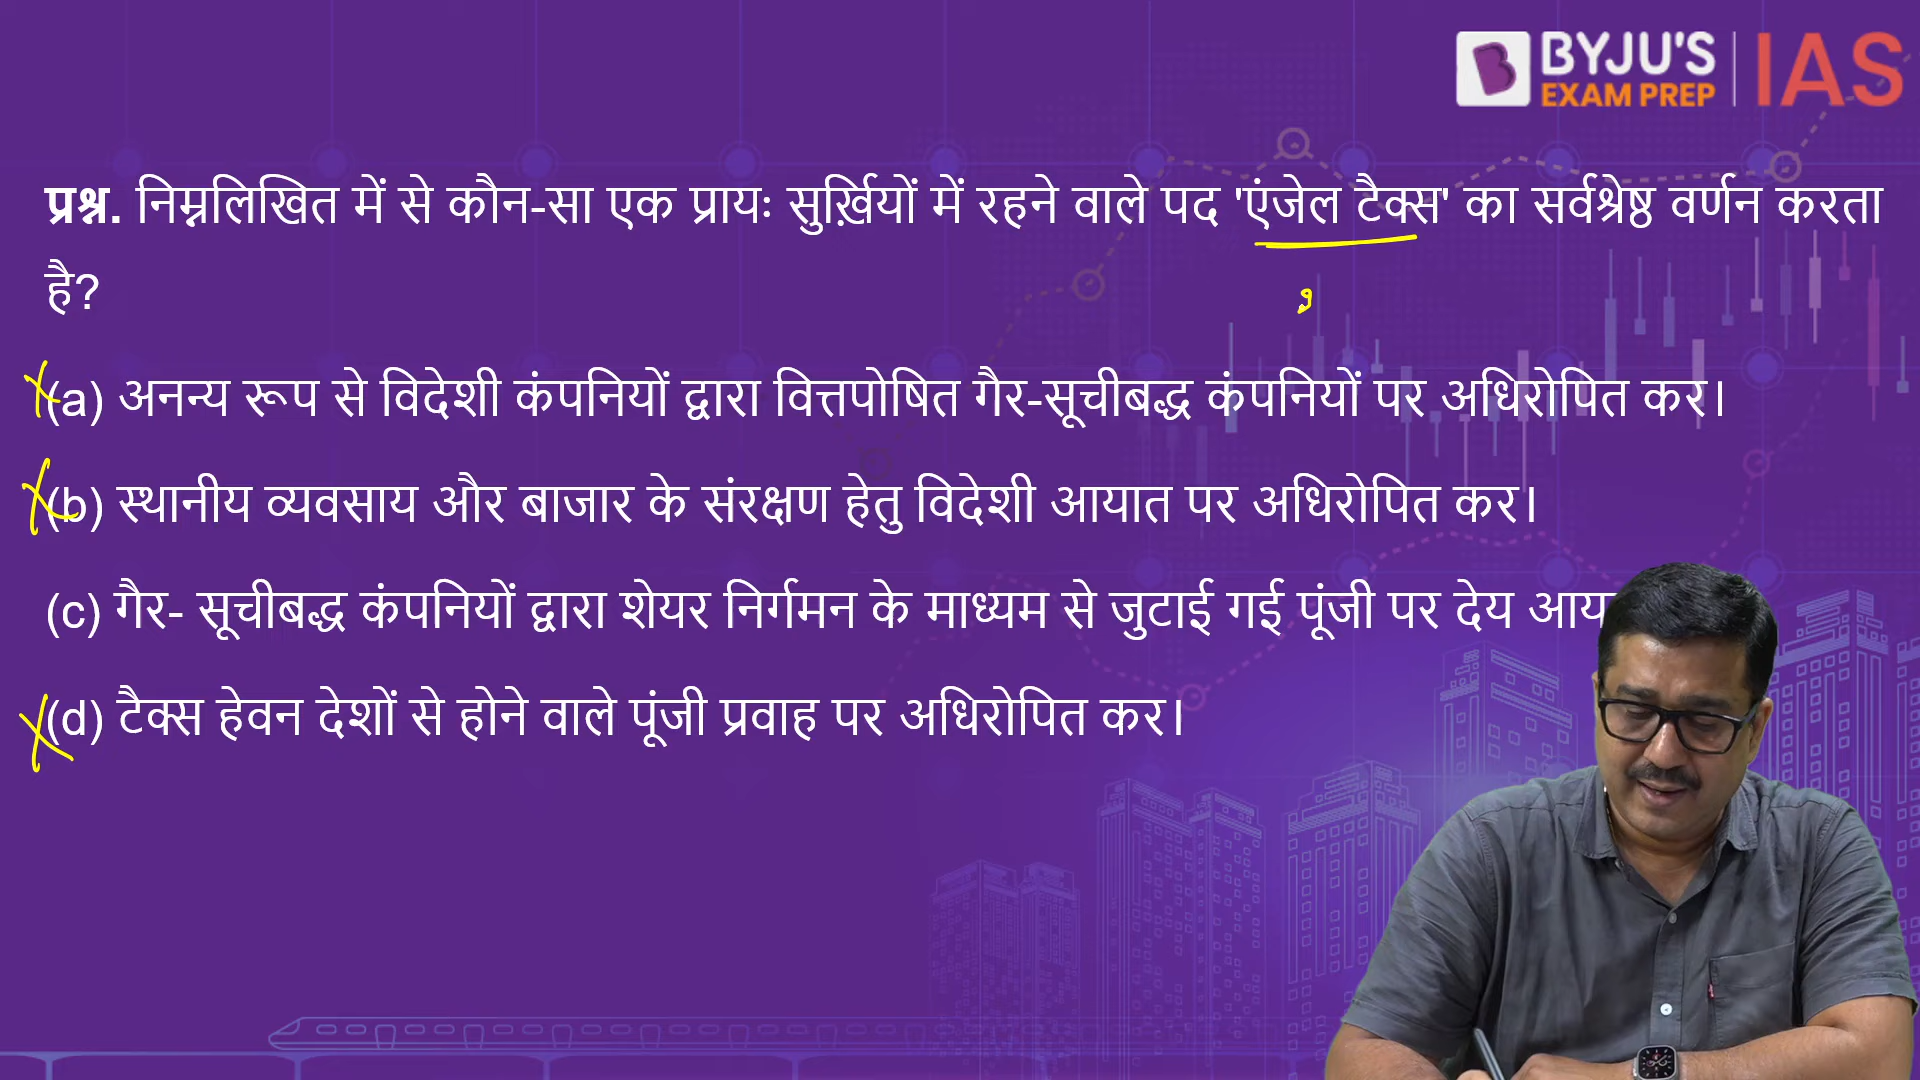 BYJU'S
EXAM PREP
IAS
प्रश्न. निम्नलिखित में से कौन-सा एक प्रायः सुर्ख़ियों में रहने वाले पद 'एंजेल टैक्स' का सर्वश्रेष्ठ वर्णन करता
है?
(a) अनन्य रूप से विदेशी कंपनियों द्वारा वित्तपोषित गैर-सूचीबद्ध कंपनियों पर अधिरोपित कर।
(b) स्थानीय व्यवसाय और बाजार के संरक्षण हेतु विदेशी आयात पर अधिरोपित कर।
(c) गैर- सूचीबद्ध कंपनियों द्वारा शेयर निर्गमन के माध्यम से जुटाई गई पूंजी पर देय
(d) टैक्स हेवन देशों से होने वाले पूंजी प्रवाह पर अधिरोपित कर।